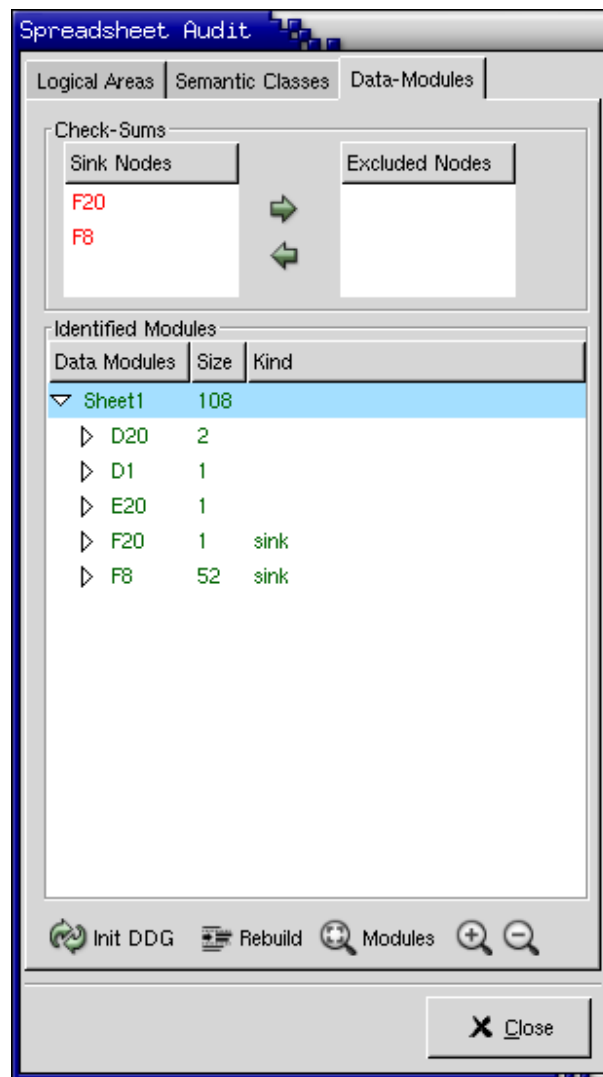 Spreadsheet Audit
Logical Areas Semantic Classes Data-Modules
Check-Sums
Sink Nodes Excluded Nodes
F20
F8
Identified Modules
Data Modules Size Kind
Sheet1 108
D20 2
D1 1
E20 1
F20 1 sink
F8 52 sink
Init DDG Rebuild Modules
Close